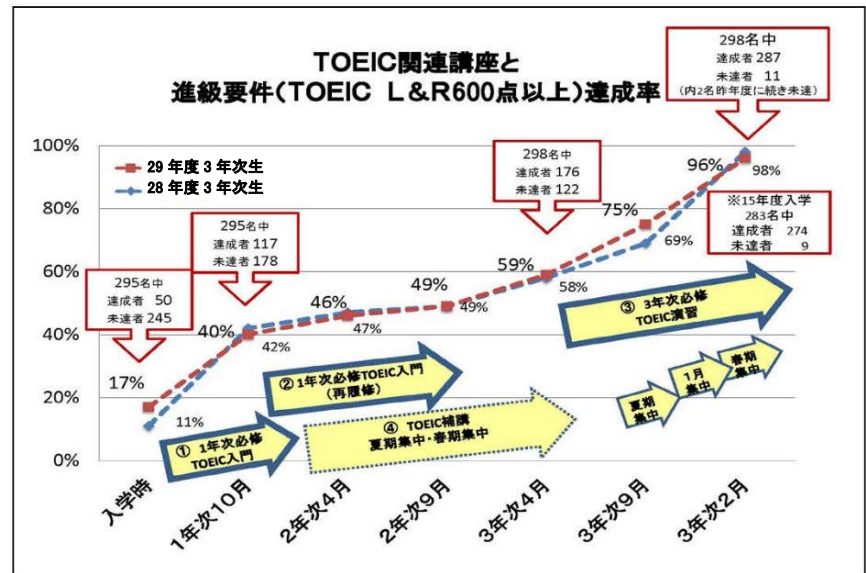 TOEIC関連講座と
進級要件(TOEIC L&R600点以上)達成率
298名中
達成者 287
未達者 11
(内2名昨年度に続き未達)
100%
80%
60%
40%
20%
0%
29 年度 3 年次生
28 年度 3 年次生
295名中
達成者 50
未達者 245
295名中
達成者 117
未達者 178
298名中
達成者 176
未達者 122
※15年度入学
283名中
達成者 274
未達者 9
17%
40%
46%
49%
59%
75%
96%
11%
42%
47%
49%
58%
69%
98%
① 1年次必修
TOEIC入門
② 1年次必修TOEIC入門
(再履修)
③ 3年次必修
TOEIC演習
④ TOEIC補講
夏期集中・春期集中
夏期
集中
1月
集中
春期
集中
入学時
1年次10月
2年次4月
2年次9月
3年次4月
3年次9月
3年次2月